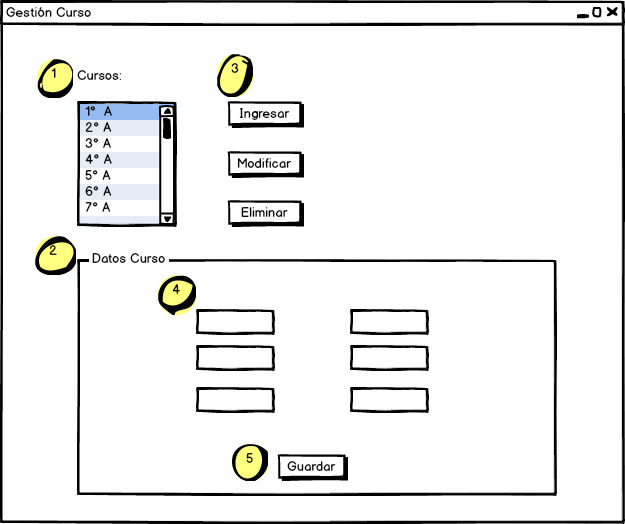 Gestión Curso
1 Cursos: 3
1° A
2° A
3° A
4° A
5° A
6° A
7° A
Ingresar
Modificar
Eliminar
2
Datos Curso
4
5 Guardar